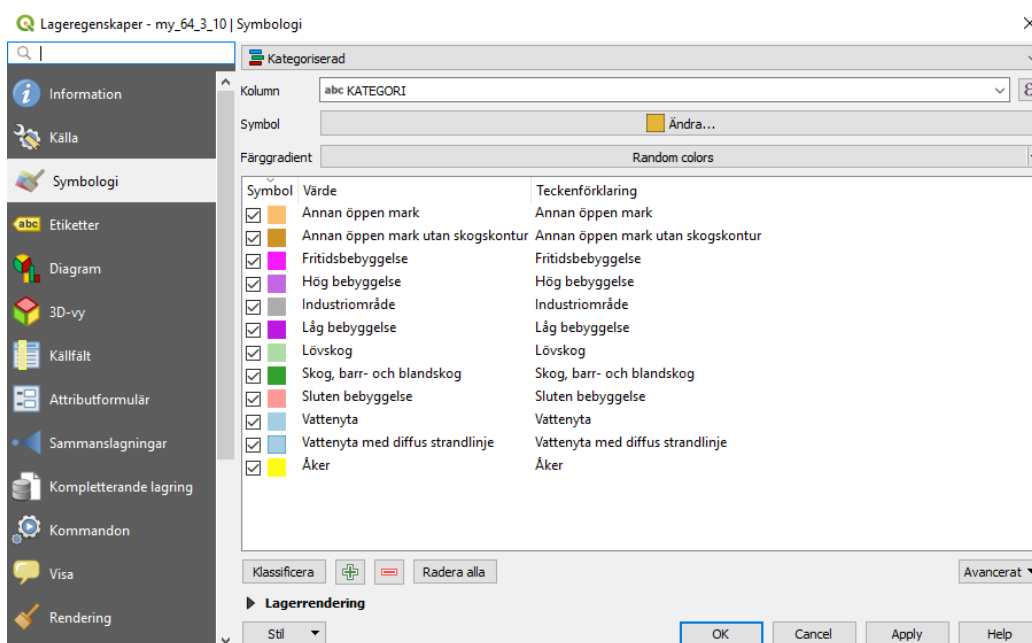 Lageregenskaper - my_64_3_10 | Symbologi
Information
Källa
Symbologi
abc Etiketter
Diagram
3D-vy
Källfält
Attributformulär
Sammanslagningar
Kompletterande lagring
Kommandon
Visa
Rendering
Kategoriserad
Kolumn abc KATEGORI ε
Symbol Ändra...
Färggradient Random colors
Symbol Värde Teckenförklaring
Annan öppen mark Annan öppen mark
Annan öppen mark utan skogskontur Annan öppen mark utan skogskontur
Fritidsbebyggelse Fritidsbebyggelse
Hög bebyggelse Hög bebyggelse
Industriområde Industriområde
Låg bebyggelse Låg bebyggelse
Lövskog Lövskog
Skog, barr- och blandskog Skog, barr- och blandskog
Sluten bebyggelse Sluten bebyggelse
Vattenyta Vattenyta
Vattenyta med diffus strandlinje Vattenyta med diffus strandlinje
Åker Åker
Klassificera Radera alla Avancerat
Lagerrendering
Stil OK Cancel Apply Help